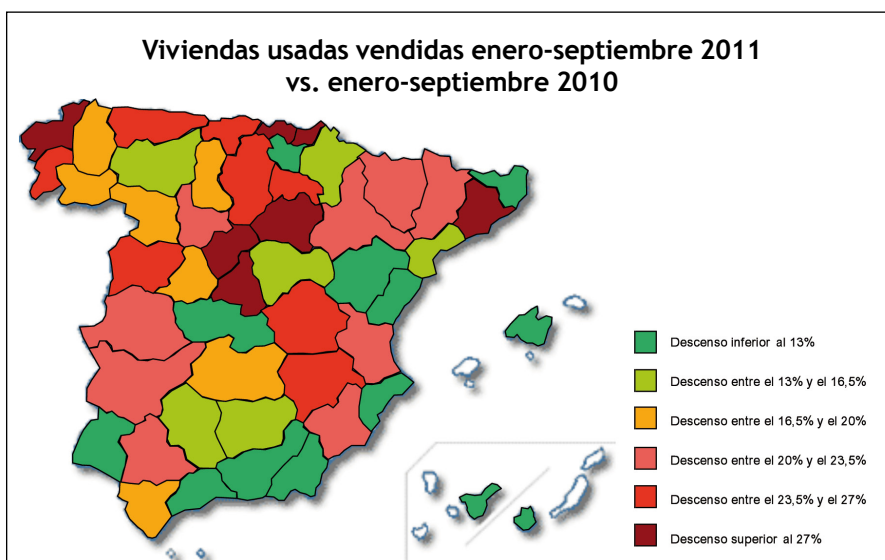 Viviendas usadas vendidas enero-septiembre 2011
vs. enero-septiembre 2010
Descenso inferior al 13%
Descenso entre el 13% y el 16,5%
Descenso entre el 16,5% y el 20%
Descenso entre el 20% y el 23,5%
Descenso entre el 23,5% y el 27%
Descenso superior al 27%